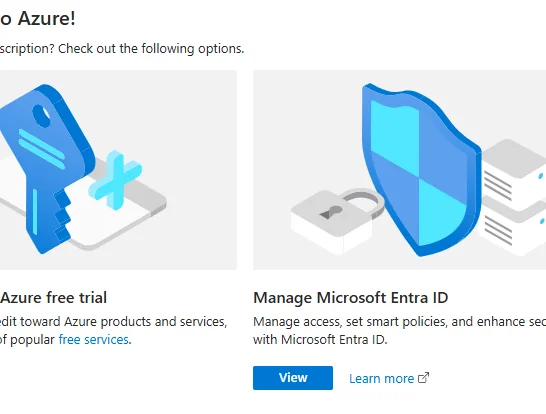 o Azure!
scription? Check out the following options.
Azure free trial
edit toward Azure products and services,
of popular free services.
Manage Microsoft Entra ID
Manage access, set smart policies, and enhance sec
with Microsoft Entra ID.
View
Learn more